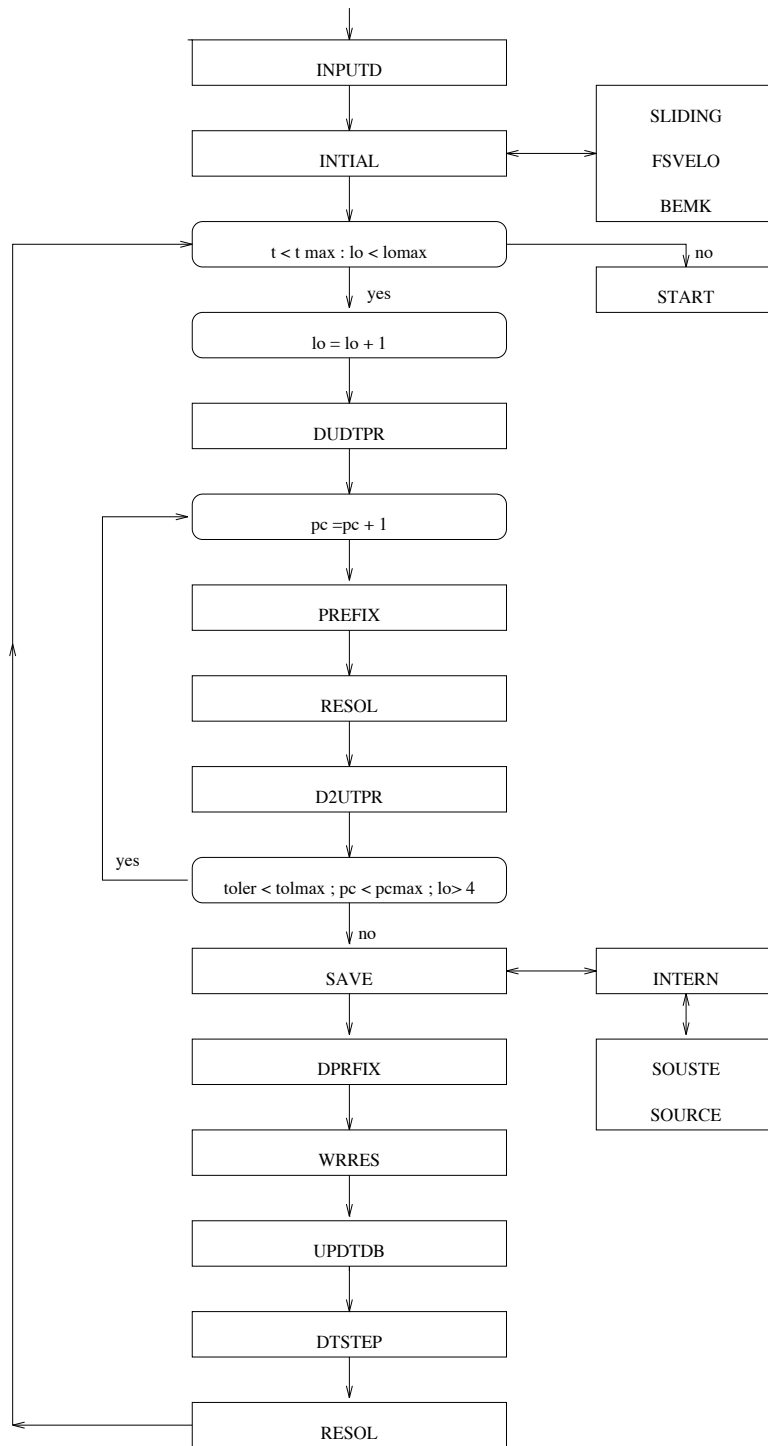 INPUTD
SLIDING
INTIAL
FSVELO
BEMK
t < t max : lo < lomax
no
yes
START
lo = lo + 1
DUDTPR
pc =pc + 1
PREFIX
RESOL
D2UTPR
yes
toler < tolmax ; pc < pcmax ; lo> 4
no
SAVE
INTERN
DPRFIX
SOUSTE
SOURCE
WRRES
UPDTDB
DTSTEP
RESOL